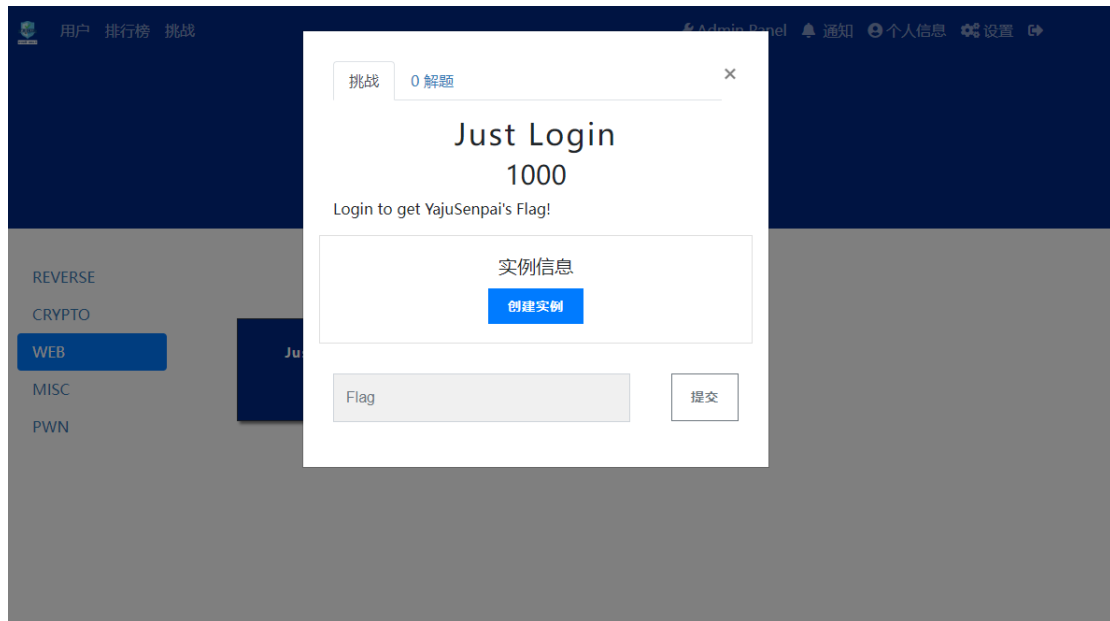 用户 排行榜 挑战 Admin Panel 通知 个人信息 设置
挑战 0 解题 ×
Just Login
1000
Login to get YajuSenpai's Flag!
实例信息
创建实例
REVERSE
CRYPTO
WEB
MISC
PWN
Ju
Flag 提交